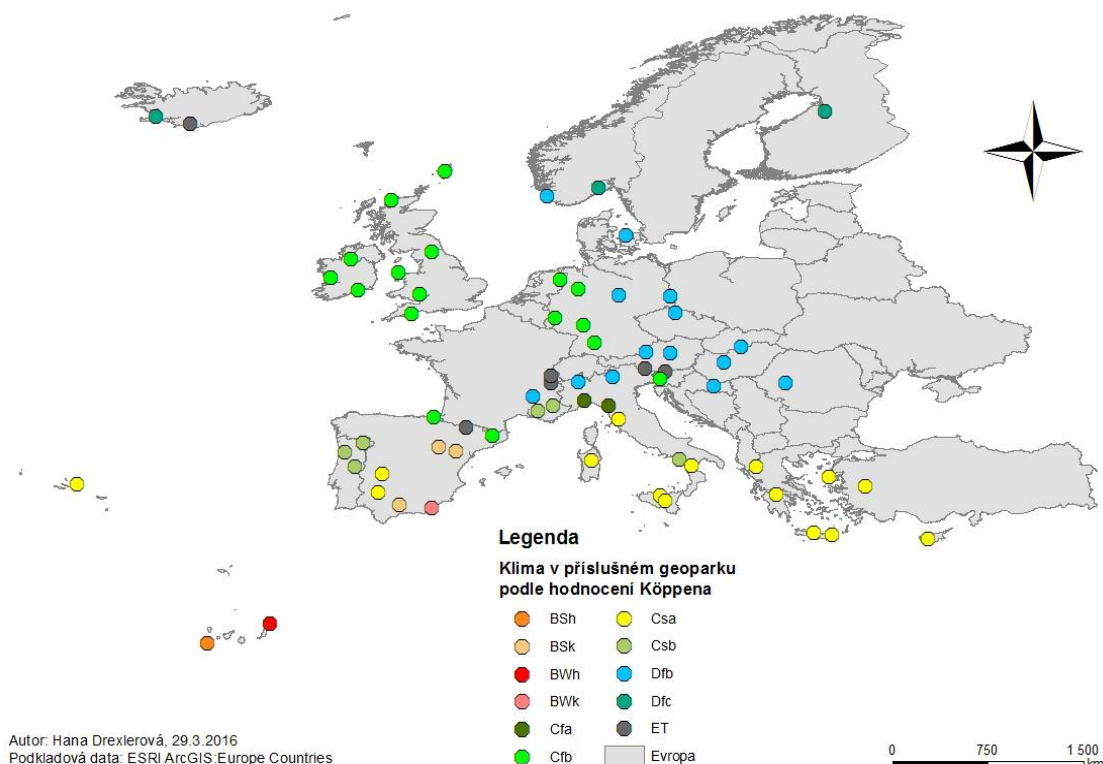 Legenda
Klima v příslušném geoparku
podle hodnocení Köppena
BSh
BSk
BWh
BWk
Cfa
Cfb
Csa
Csb
Dfb
Dfc
ET
Evropa
Autor: Hana Drexlerová, 29.3.2016
Podkladová data: ESRI ArcGIS:Europe Countries
0 750 1 500
km